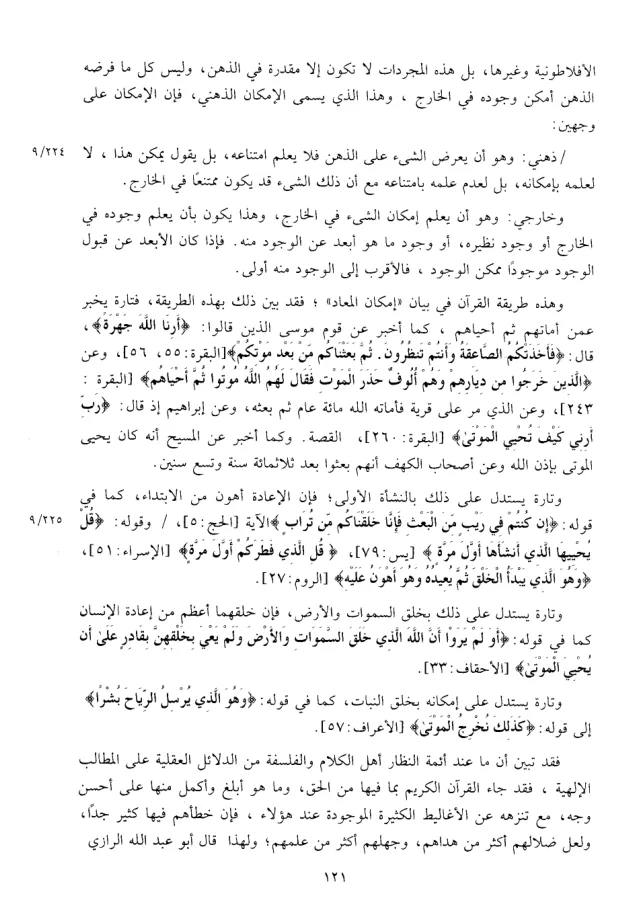 الأفلاطونية وغيرها، بل هذه المجردات لا تكون إلا مقدرة في الذهن، وليس كل ما فرضه
الذهن أمكن وجوده في الخارج ، وهذا الذي يسمى الإمكان الذهني، فإن الإمكان على
وجهين:
٩/٢٢٤ / ذهني: وهو أن يعرض الشىء على الذهن فلا يعلم امتناعه، بل يقول يمكن هذا ، لا
لعلمه بإمكانه، بل لعدم علمه بامتناعه مع أن ذلك الشىء قد يكون ممتنعًا في الخارج.
وخارجي: وهو أن يعلم إمكان الشىء في الخارج، وهذا يكون بأن يعلم وجوده في
الخارج أو وجود نظيره، أو وجود ما هو أبعد عن الوجود منه. فإذا كان الأبعد عن قبول
الوجود موجودًا ممكن الوجود ، فالأقرب إلى الوجود منه أولى.
وهذه طريقة القرآن في بيان «إمكان المعاد» ؛ فقد بين ذلك بهذه الطريقة، فتارة يخبر
عمن أماتهم ثم أحياهم ، كما أخبر عن قوم موسى الذين قالوا: ﴿أَرِنَا اللَّهَ جَهْرَةً﴾،
قال: ﴿فَأَخَذَتْكُمُ الصَّاعِقَةُ وَأَنتُمْ تَنظُرُونَ. ثُمَّ بَعَثْنَاكُم مِّنْ بَعْدِ مَوْتِكُمْ﴾[البقرة:٥٥، ٥٦]، وعن
﴿الَّذِينَ خَرَجُوا مِن دِيَارِهِمْ وَهُمْ أُلُوفٌ حَذَرَ الْمَوْتِ فَقَالَ لَهُمُ اللَّهُ مُوتُوا ثُمَّ أَحْيَاهُمْ﴾ [البقرة :
٢٤٣]، وعن الذي مر على قرية فأماته الله مائة عام ثم بعثه، وعن إبراهيم إذ قال: ﴿رَبِّ
أَرِنِي كَيْفَ تُحْيِي الْمَوْتَىٰ﴾ [البقرة:٢٦٠]، القصة. وكما أخبر عن المسيح أنه كان يحيى
الموتى بإذن الله وعن أصحاب الكهف أنهم بعثوا بعد ثلاثمائة سنة وتسع سنين.
وتارة يستدل على ذلك بالنشأة الأولى؛ فإن الإعادة أهون من الابتداء، كما في
٩/٢٢٥ قوله: ﴿إِن كُنتُمْ فِي رَيْبٍ مِّنَ الْبَعْثِ فَإِنَّا خَلَقْنَاكُم مِّن تُرَابٍ ﴾الآية [الحج:٥]، / وقوله: ﴿قُلْ
يُحْيِيهَا الَّذِي أَنشَأَهَا أَوَّلَ مَرَّةٍ ﴾ [يس:٧٩]، ﴿ قُلِ الَّذِي فَطَرَكُمْ أَوَّلَ مَرَّةٍ﴾ [الإسراء:٥١]،
﴿وَهُوَ الَّذِي يَبْدَأُ الْخَلْقَ ثُمَّ يُعِيدُهُ وَهُوَ أَهْوَنُ عَلَيْهِ﴾ [الروم:٢٧].
وتارة يستدل على ذلك بخلق السموات والأرض، فإن خلقهما أعظم من إعادة الإنسان
كما في قوله: ﴿أَوَ لَمْ يَرَوْا أَنَّ اللَّهَ الَّذِي خَلَقَ السَّمَوَاتِ وَالأَرْضَ وَلَمْ يَعْيَ بِخَلْقِهِنَّ بِقَادِرٍ عَلَىٰ أَن
يُحْيِيَ الْمَوْتَىٰ﴾ [الأحقاف:٣٣].
وتارة يستدل على إمكانه بخلق النبات، كما في قوله: ﴿وَهُوَ الَّذِي يُرْسِلُ الرِّيَاحَ بُشْرًا﴾
إلى قوله: ﴿كَذَلِكَ نُخْرِجُ الْمَوْتَىٰ﴾ [الأعراف:٥٧].
فقد تبين أن ما عند أئمة النظار أهل الكلام والفلسفة من الدلائل العقلية على المطالب
الإلهية ، فقد جاء القرآن الكريم بما فيها من الحق، وما هو أبلغ وأكمل منها على أحسن
وجه، مع تنزهه عن الأغاليط الكثيرة الموجودة عند هؤلاء ، فإن خطأهم فيها كثير جدًا،
ولعل ضلالهم أكثر من هداهم، وجهلهم أكثر من علمهم؛ ولهذا قال أبو عبد الله الرازي
١٢١